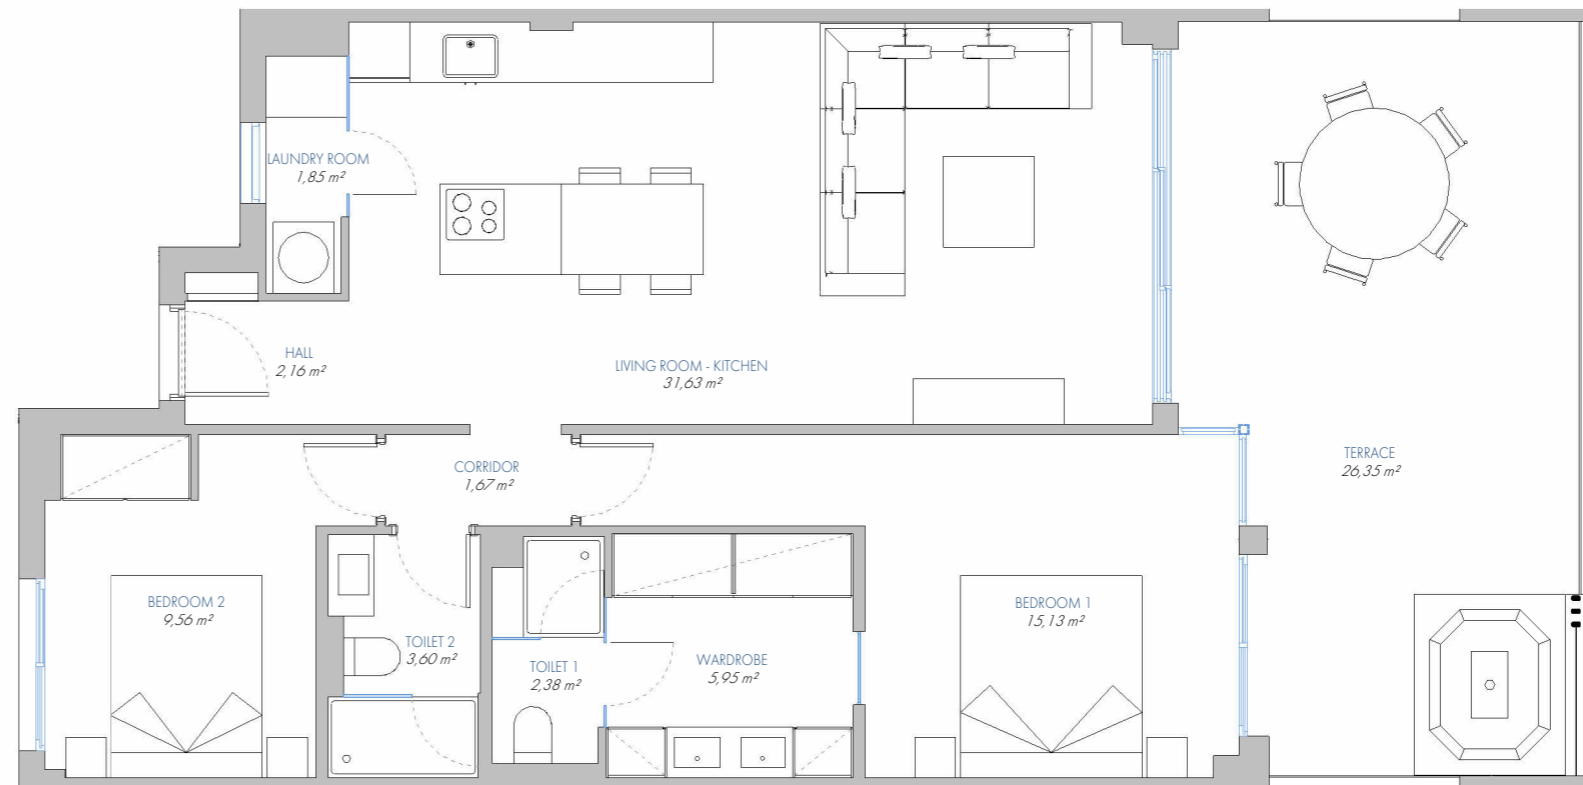 LAUNDRY ROOM
1,85 m²
HALL
2,16 m²
LIVING ROOM - KITCHEN
31,63 m²
TERRACE
26,35 m²
CORRIDOR
1,67 m²
BEDROOM 2
9,56 m²
TOILET 2
3,60 m²
TOILET 1
2,38 m²
WARDROBE
5,95 m²
BEDROOM 1
15,13 m²